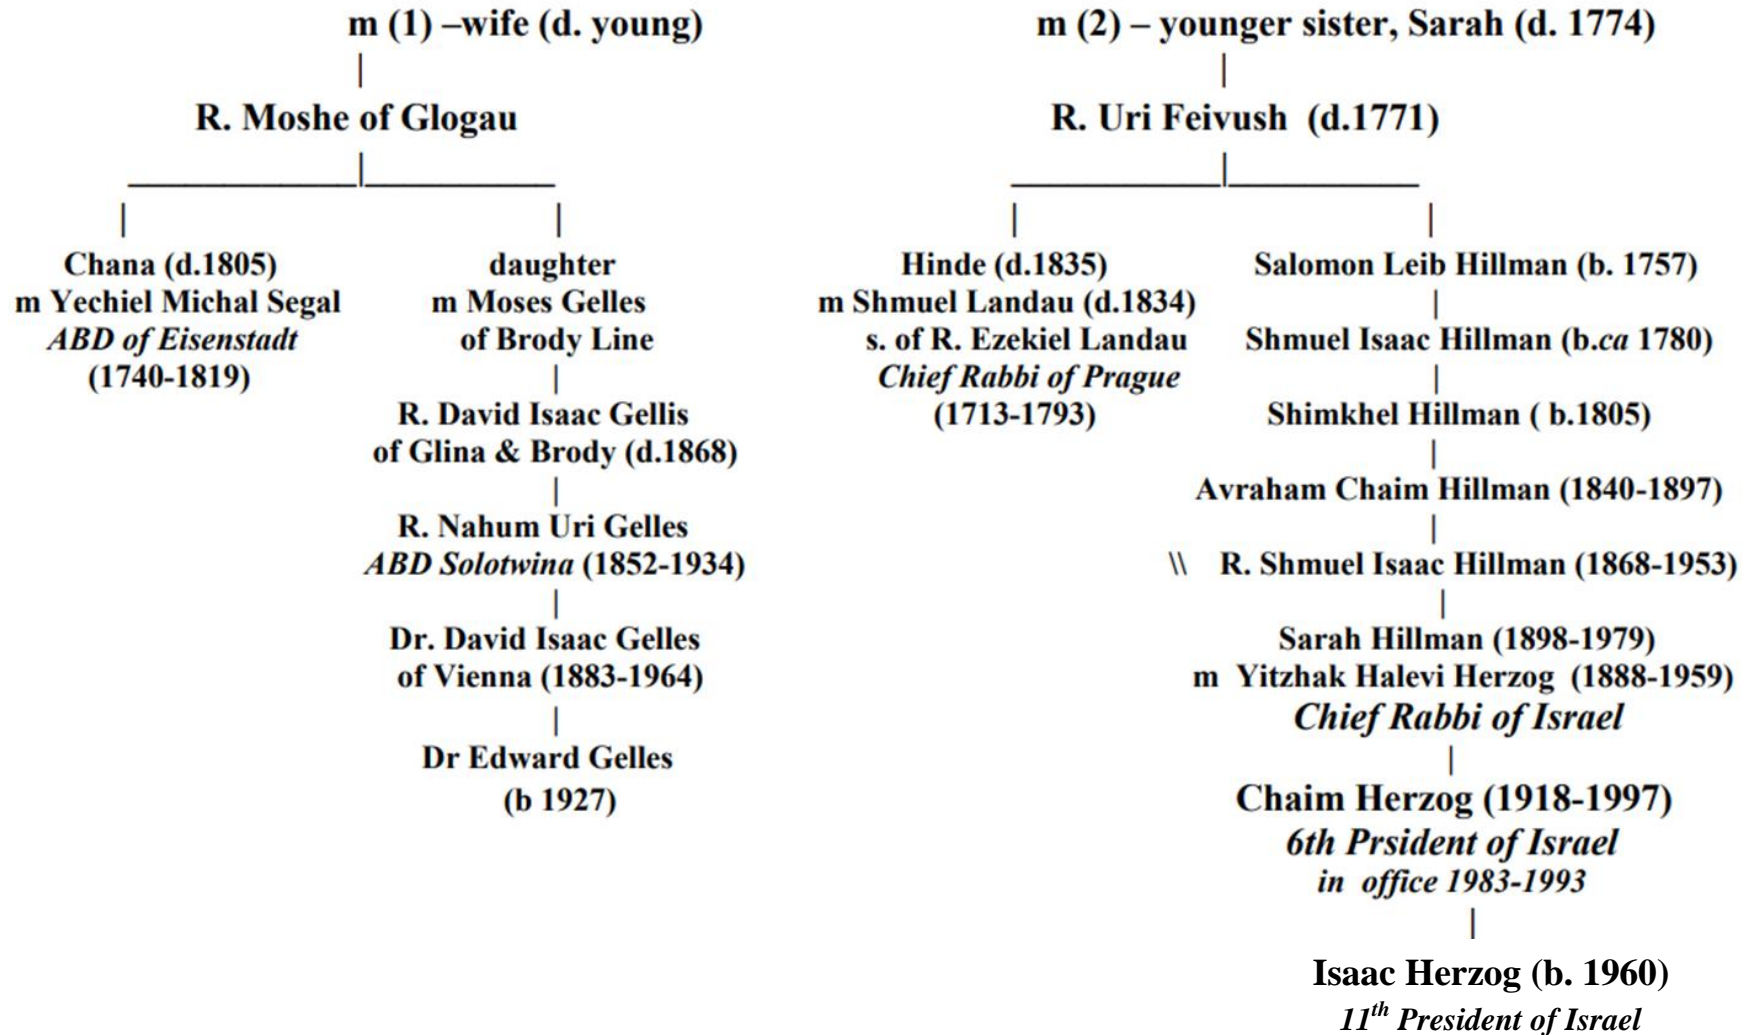 m (1) –wife (d. young)
R. Moshe of Glogau
Chana (d.1805)
m Yechiel Michal Segal
ABD of Eisenstadt
(1740-1819)
daughter
m Moses Gelles
of Brody Line
R. David Isaac Gellis
of Glina & Brody (d.1868)
R. Nahum Uri Gelles
ABD Solotwina (1852-1934)
Dr. David Isaac Gelles
of Vienna (1883-1964)
Dr Edward Gelles
(b 1927)
m (2) – younger sister, Sarah (d. 1774)
R. Uri Feivush (d.1771)
Hinde (d.1835)
m Shmuel Landau (d.1834)
s. of R. Ezekiel Landau
Chief Rabbi of Prague
(1713-1793)
Salomon Leib Hillman (b. 1757)
Shmuel Isaac Hillman (b.ca 1780)
Shimkhel Hillman ( b.1805)
Avraham Chaim Hillman (1840-1897)
\\ R. Shmuel Isaac Hillman (1868-1953)
Sarah Hillman (1898-1979)
m Yitzhak Halevi Herzog (1888-1959)
Chief Rabbi of Israel
Chaim Herzog (1918-1997)
6th Prsident of Israel
in office 1983-1993
Isaac Herzog (b. 1960)
11th President of Israel